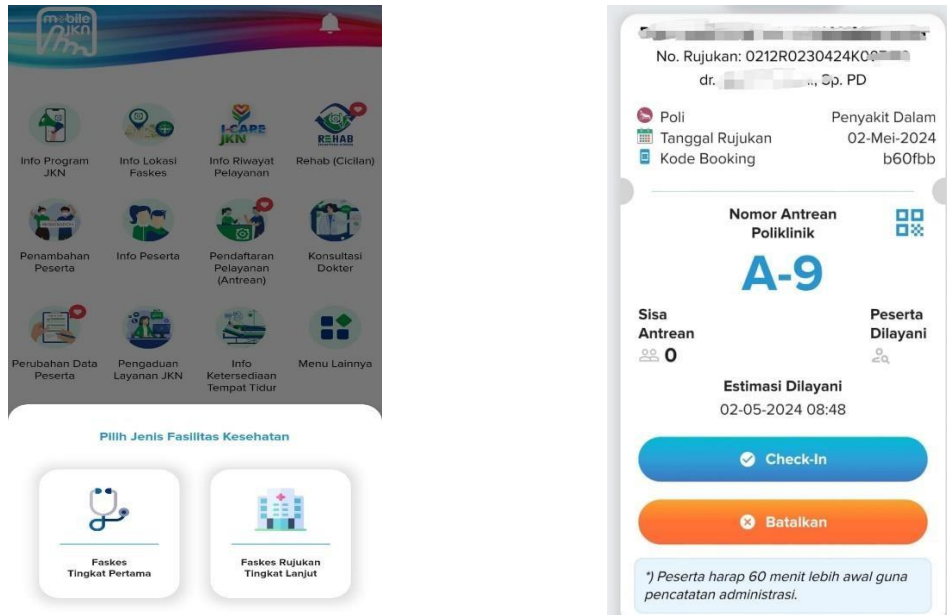 mobile
JKN
Info Program
JKN
Info Lokasi
Faskes
I-CARE
JKN
Info Riwayat
Pelayanan
REHAB
Rehab (Cicilan)
Penambahan
Peserta
Info Peserta
Pendaftaran
Pelayanan
(Antrean)
Konsultasi
Dokter
Perubahan Data
Peserta
Pengaduan
Layanan JKN
Info
Ketersediaan
Tempat Tidur
Menu Lainnya
Pilih Jenis Fasilitas Kesehatan
Faskes
Tingkat Pertama
Faskes Rujukan
Tingkat Lanjut
No. Rujukan:
dr. Sp. PD
Poli Penyakit Dalam
Tanggal Rujukan 02-Mei-2024
Kode Booking b60fbb
Nomor Antrean
Poliklinik
A-9
Sisa
Antrean
0
Peserta
Dilayani
Estimasi Dilayani
02-05-2024 08:48
Check-In
Batalkan
*) Peserta harap 60 menit lebih awal guna
pencatatan administrasi.